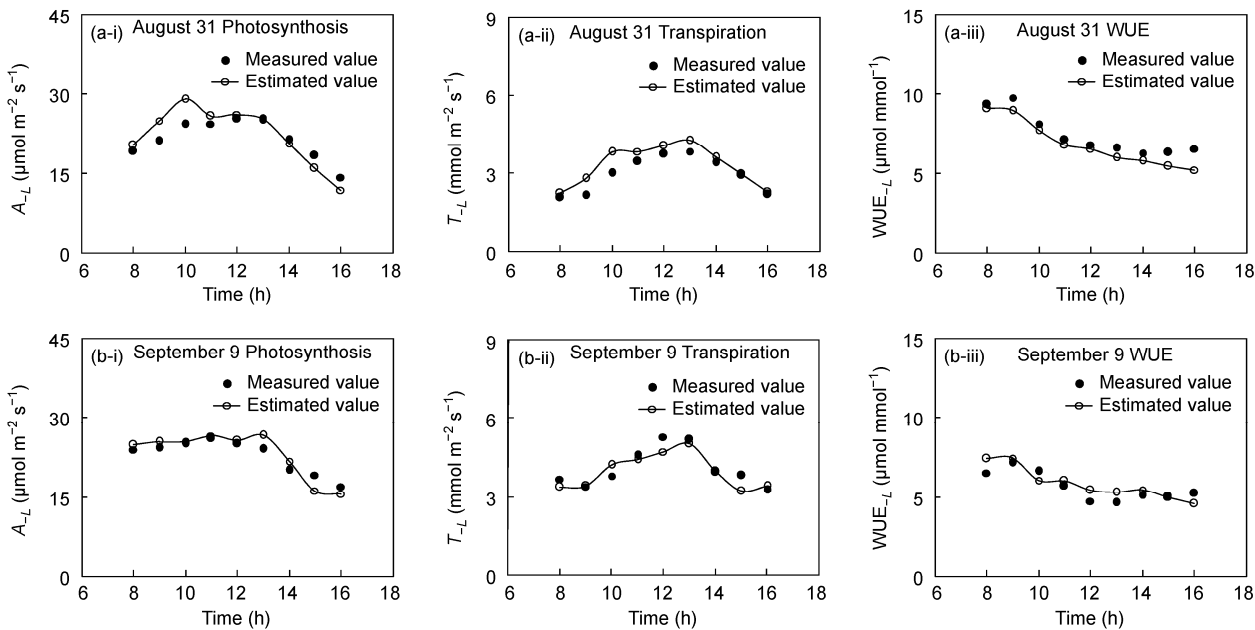 (a-i) August 31 Photosynthosis
Measured value
Estimated value
A₋L (μmol m⁻² s⁻¹)
45
30
15
0
6 8 10 12 14 16 18
Time (h)
(a-ii) August 31 Transpiration
Measured value
Estimated value
T₋L (mmol m⁻² s⁻¹)
9
6
3
0
6 8 10 12 14 16 18
Time (h)
(a-iii) August 31 WUE
Measured value
Estimated value
WUE₋L (μmol mmol⁻¹)
15
10
5
0
6 8 10 12 14 16 18
Time (h)
(b-i) September 9 Photosynthosis
Measured value
Estimated value
A₋L (μmol m⁻² s⁻¹)
45
30
15
0
6 8 10 12 14 16 18
Time (h)
(b-ii) September 9 Transpiration
Measured value
Estimated value
T₋L (mmol m⁻² s⁻¹)
9
6
3
0
6 8 10 12 14 16 18
Time (h)
(b-iii) September 9 WUE
Measured value
Estimated value
WUE₋L (μmol mmol⁻¹)
15
10
5
0
6 8 10 12 14 16 18
Time (h)